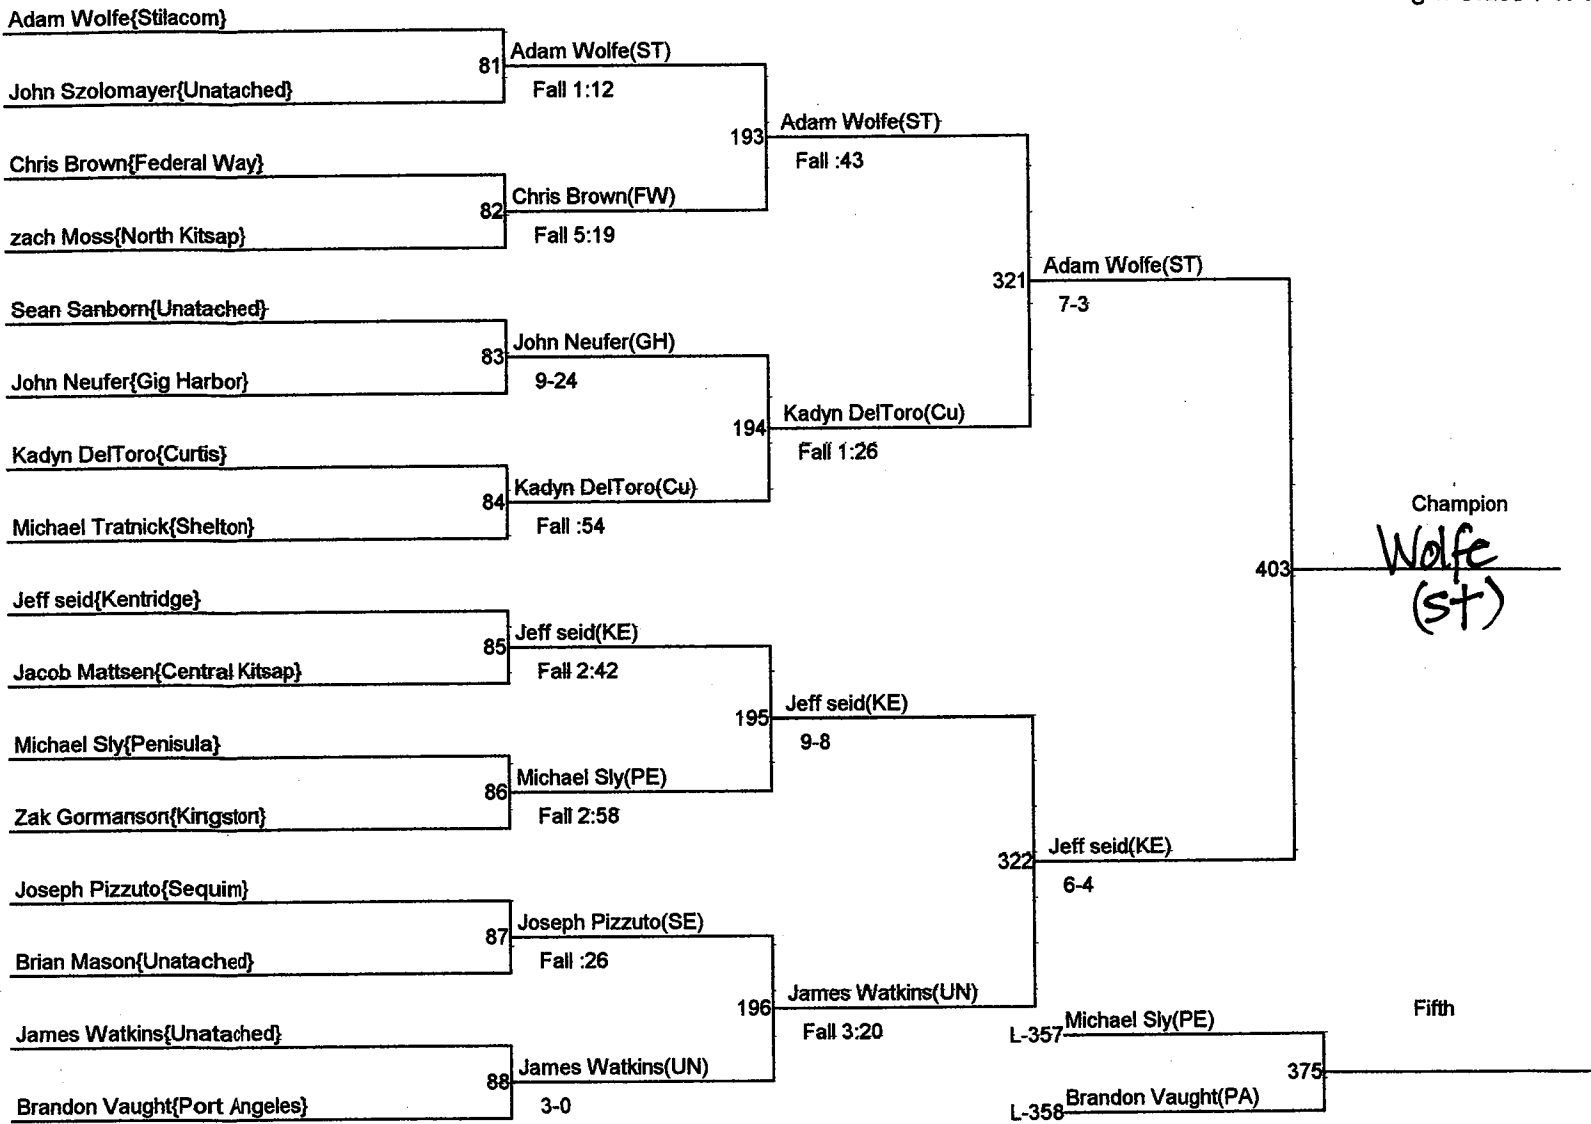 Adam Wolfe{Stilacom}
81
Adam Wolfe(ST)
Fall 1:12
John Szolomayer{Unatached}
193
Adam Wolfe(ST)
Fall :43
Chris Brown{Federal Way}
82
Chris Brown(FW)
Fall 5:19
zach Moss{North Kitsap}
321
Adam Wolfe(ST)
7-3
Sean Sanborn{Unatached}
83
John Neufer(GH)
9-24
John Neufer{Gig Harbor}
194
Kadyn DelToro(Cu)
Fall 1:26
Kadyn DelToro{Curtis}
84
Kadyn DelToro(Cu)
Fall :54
Michael Tratnick{Shelton}
Champion
403
Wolfe
(ST)
Jeff seid{Kentridge}
85
Jeff seid(KE)
Fall 2:42
Jacob Mattsen{Central Kitsap}
195
Jeff seid(KE)
9-8
Michael Sly{Penisula}
86
Michael Sly(PE)
Fall 2:58
Zak Gormanson{Kingston}
322
Jeff seid(KE)
6-4
Joseph Pizzuto{Sequim}
87
Joseph Pizzuto(SE)
Fall :26
Brian Mason{Unatached}
196
James Watkins(UN)
Fall 3:20
James Watkins{Unatached}
88
James Watkins(UN)
3-0
Brandon Vaught{Port Angeles}
Fifth
L-357
Michael Sly(PE)
375
L-358
Brandon Vaught(PA)